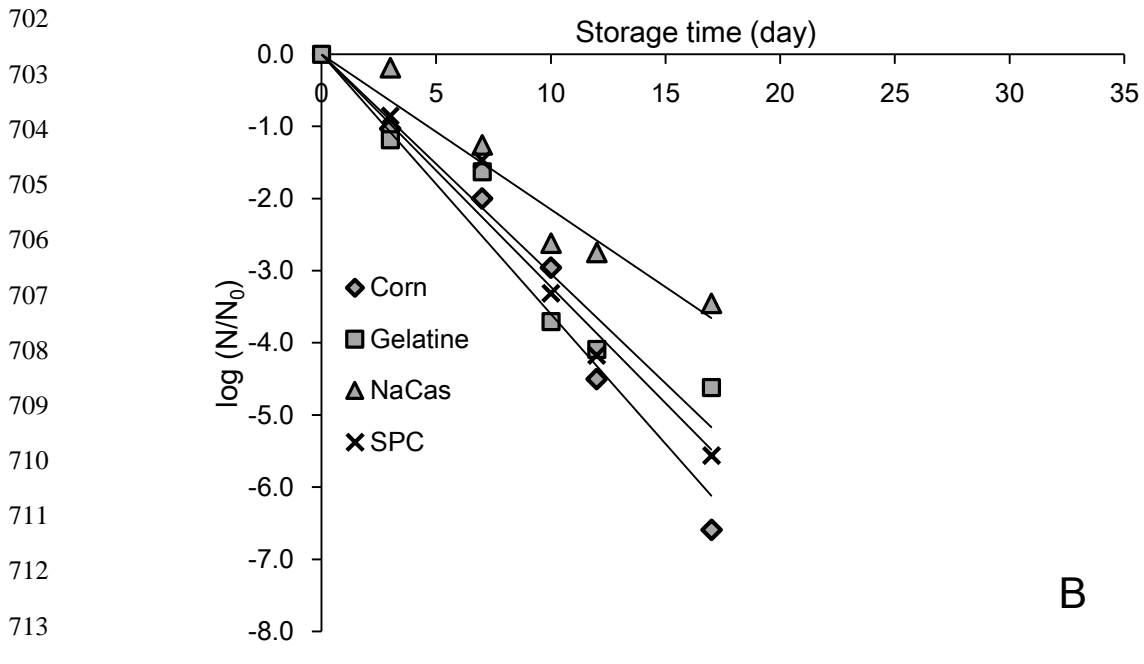 702
Storage time (day)
0.0
703
0 5 10 15 20 25 30 35
704
-1.0
705
-2.0
706
-3.0
707
Corn
708
Gelatine
-4.0
log (N/N₀)
709
NaCas
-5.0
710
SPC
-6.0
711
-7.0
712
B
713
-8.0